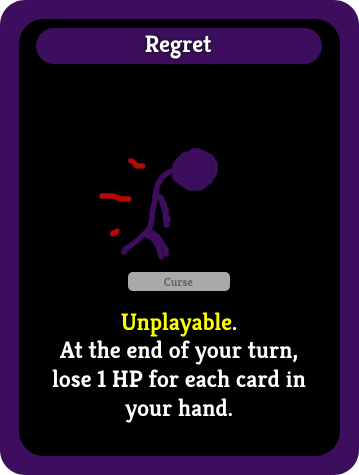 Regret
Curse
Unplayable.
At the end of your turn,
lose 1 HP for each card in
your hand.